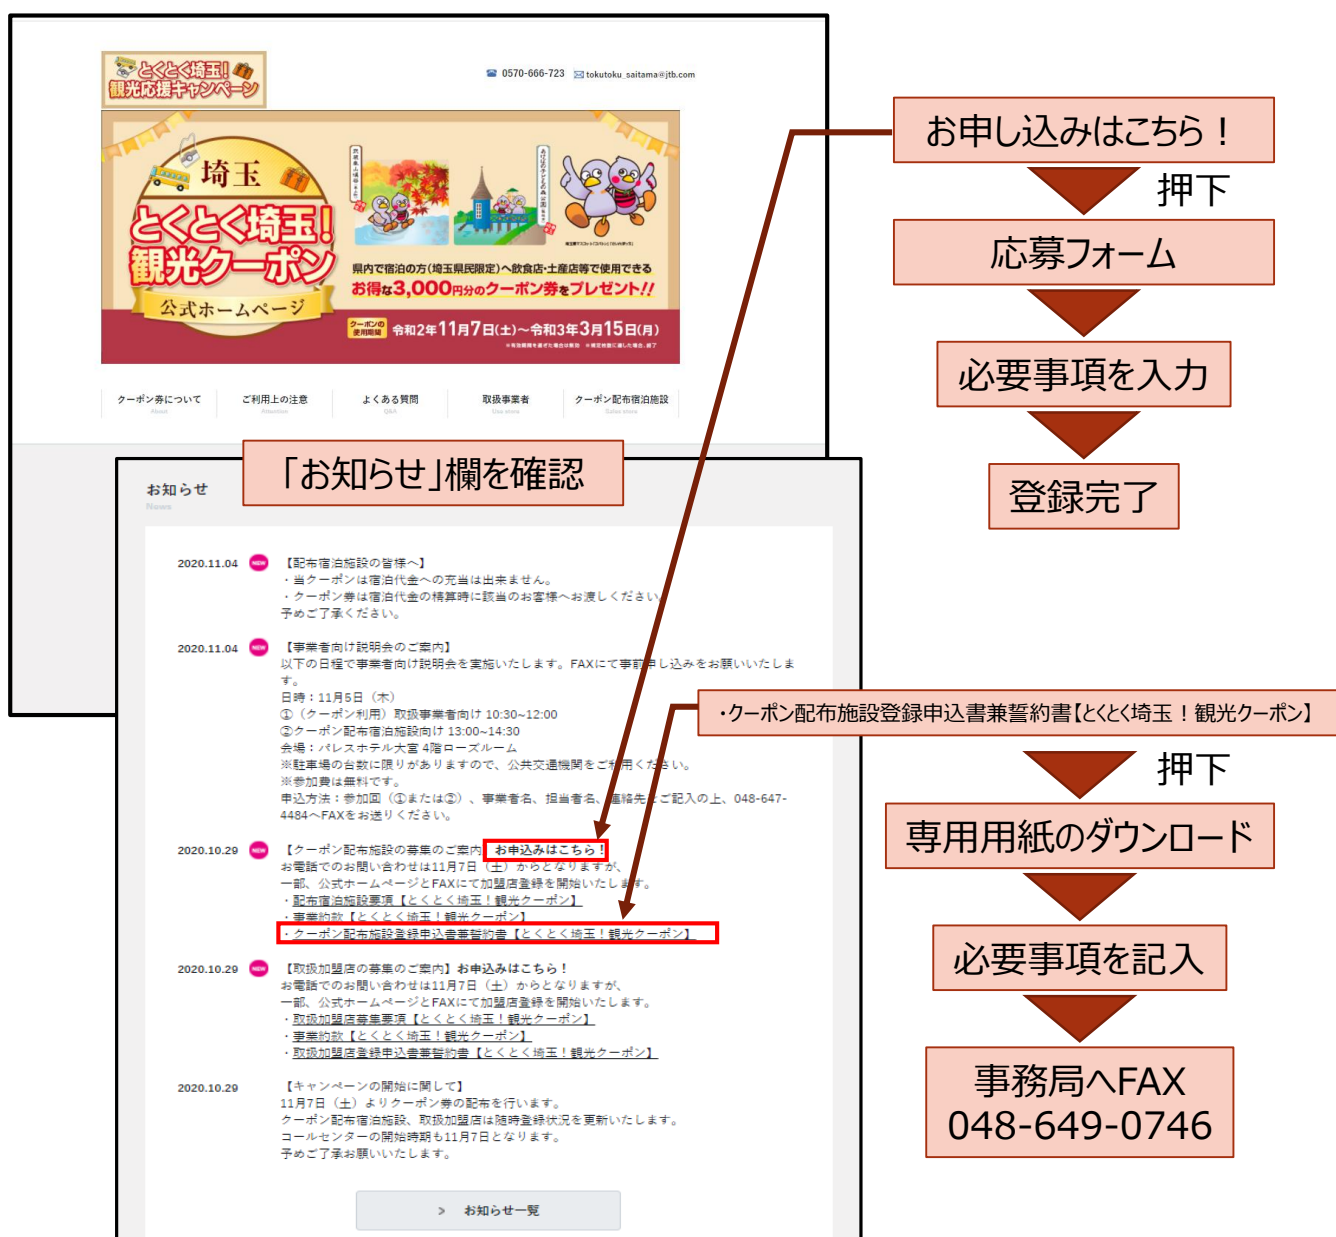 とくとく埼玉!
観光応援キャンペーン
0570-666-723 tokutoku_saitama@jtb.com
埼玉
とくとく埼玉!
観光クーポン
公式ホームページ
県内で宿泊の方(埼玉県民限定)へ飲食店・土産店等で使用できる
お得な3,000円分のクーポン券をプレゼント!!
クーポンの
使用期間
令和2年11月7日(土)~令和3年3月15日(月)
クーポン券について
About
ご利用上の注意
Attention
よくある質問
Q&A
取扱事業者
Use store
クーポン配布宿泊施設
Sales store
「お知らせ」欄を確認
お知らせ
News
2020.11.04 NEW 【配布宿泊施設の皆様へ】
・当クーポンは宿泊代金への充当は出来ません。
・クーポン券は宿泊代金の精算時に該当のお客様へお渡しください。
予めご了承ください。
2020.11.04 NEW 【事業者向け説明会のご案内】
以下の日程で事業者向け説明会を実施いたします。FAXにて事前申し込みをお願いいたしま
す。
日時:11月5日(木)
①(クーポン利用)取扱事業者向け 10:30~12:00
②クーポン配布宿泊施設向け 13:00~14:30
会場:パレスホテル大宮 4階ローズルーム
※駐車場の台数に限りがありますので、公共交通機関をご利用ください。
※参加費は無料です。
申込方法:参加回(①または②)、事業者名、担当者名、連絡先をご記入の上、048-647-
4484へFAXをお送りください。
2020.10.29 NEW 【クーポン配布施設の募集のご案内】お申込みはこちら!
お電話でのお問い合わせは11月7日(土)からとなりますが、
一部、公式ホームページとFAXにて加盟店登録を開始いたします。
・配布宿泊施設要項【とくとく埼玉!観光クーポン】
・事業約款【とくとく埼玉!観光クーポン】
・クーポン配布施設登録申込書兼誓約書【とくとく埼玉!観光クーポン】
2020.10.29 NEW 【取扱加盟店の募集のご案内】お申込みはこちら!
お電話でのお問い合わせは11月7日(土)からとなりますが、
一部、公式ホームページとFAXにて加盟店登録を開始いたします。
・取扱加盟店募集要項【とくとく埼玉!観光クーポン】
・事業約款【とくとく埼玉!観光クーポン】
・取扱加盟店登録申込書兼誓約書【とくとく埼玉!観光クーポン】
2020.10.29 【キャンペーンの開始に関して】
11月7日(土)よりクーポン券の配布を行います。
クーポン配布宿泊施設、取扱加盟店は随時登録状況を更新いたします。
コールセンターの開始時期も11月7日となります。
予めご了承お願いいたします。
> お知らせ一覧
お申し込みはこちら!
押下
応募フォーム
必要事項を入力
登録完了
・クーポン配布施設登録申込書兼誓約書【とくとく埼玉!観光クーポン】
押下
専用用紙のダウンロード
必要事項を記入
事務局へFAX
048-649-0746